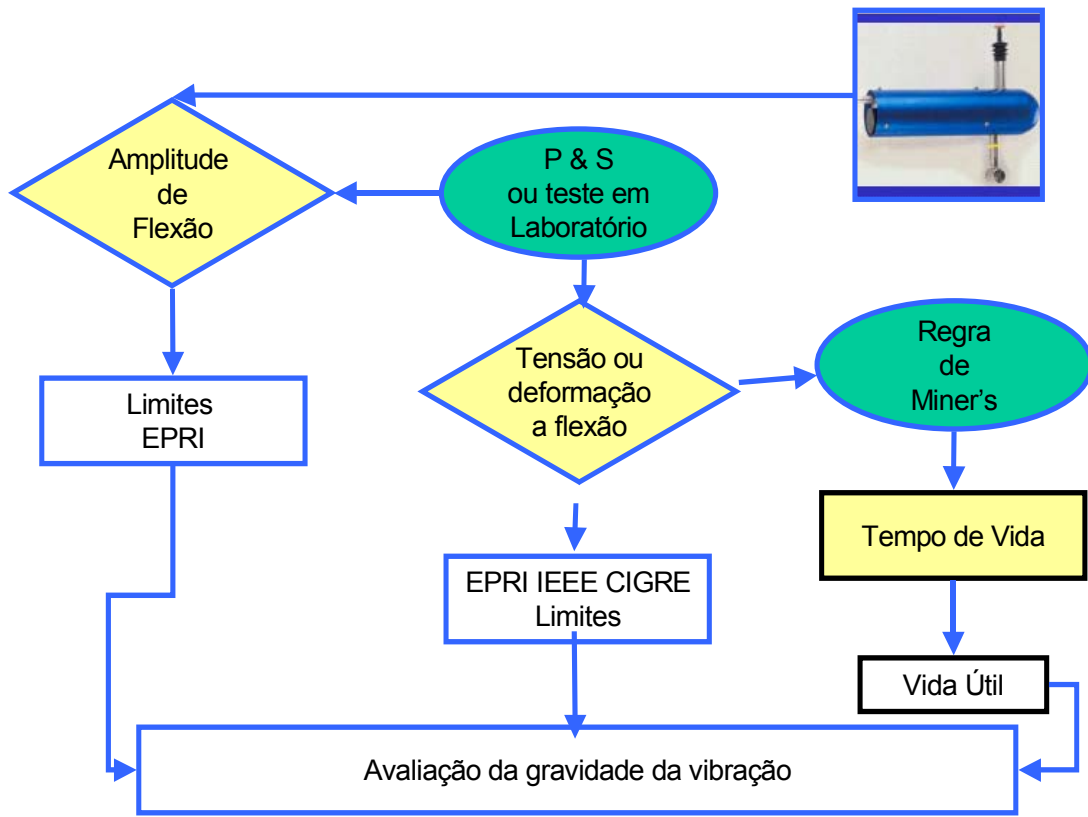 Amplitude
de
Flexão
P & S
ou teste em
Laboratório
Tensão ou
deformação
a flexão
Regra
de
Miner’s
Limites
EPRI
Tempo de Vida
EPRI IEEE CIGRE
Limites
Vida Útil
Avaliação da gravidade da vibração